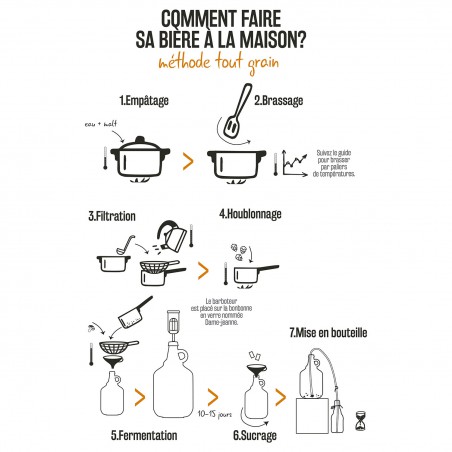 COMMENT FAIRE
SA BIÈRE À LA MAISON?
méthode tout grain
1.Empâtage
2.Brassage
eau + malt
Suivez le guide
pour brasser
par paliers
de températures.
3.Filtration
4.Houblonnage
Le barboteur
est placé sur la bonbonne
en verre nommée
Dame-jeanne.
7.Mise en bouteille
10-15 jours
5.Fermentation
6.Sucrage